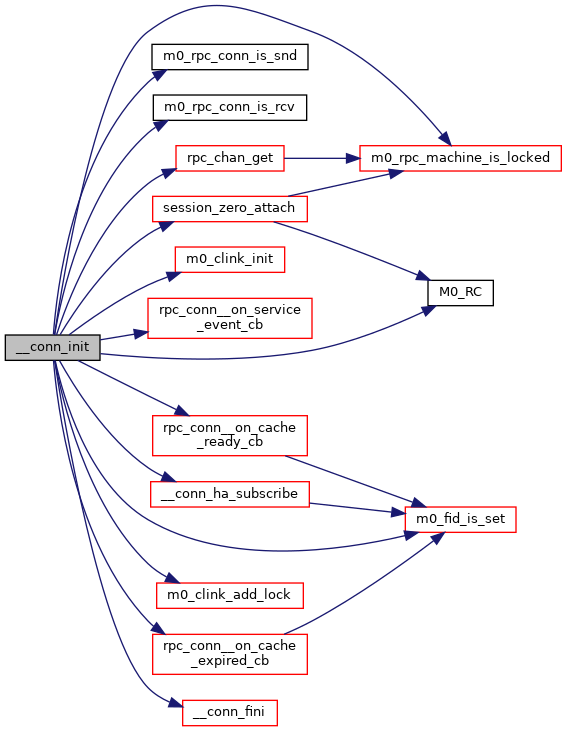 m0_rpc_conn_is_snd
m0_rpc_conn_is_rcv
rpc_chan_get
m0_rpc_machine_is_locked
session_zero_attach
m0_clink_init
M0_RC
rpc_conn__on_service
_event_cb
__conn_init
rpc_conn__on_cache
_ready_cb
__conn_ha_subscribe
m0_fid_is_set
m0_clink_add_lock
rpc_conn__on_cache
_expired_cb
__conn_fini